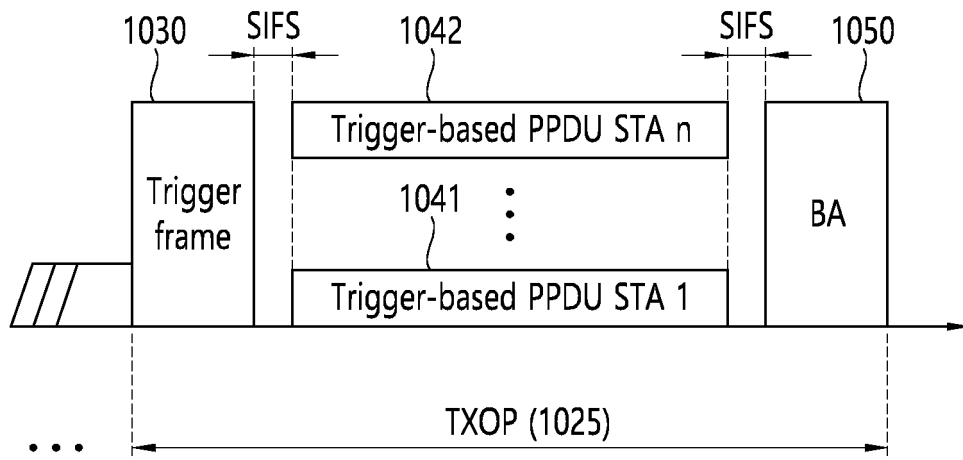 1030
SIFS
1042
SIFS
1050
Trigger-based PPDU STA n
Trigger
frame
1041
BA
Trigger-based PPDU STA 1
TXOP (1025)